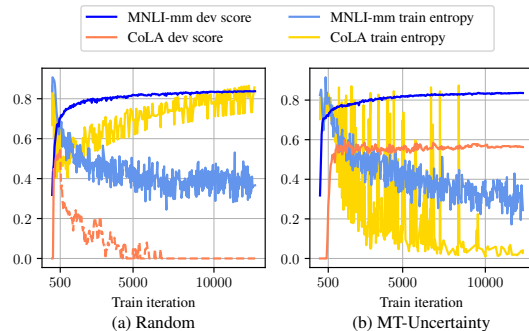 MNLI-mm dev score MNLI-mm train entropy
CoLA dev score CoLA train entropy
0.8 0.8
0.6 0.6
0.4 0.4
0.2 0.2
0.0 0.0
500 5000 10000 500 5000 10000
Train iteration Train iteration
(a) Random (b) MT-Uncertainty